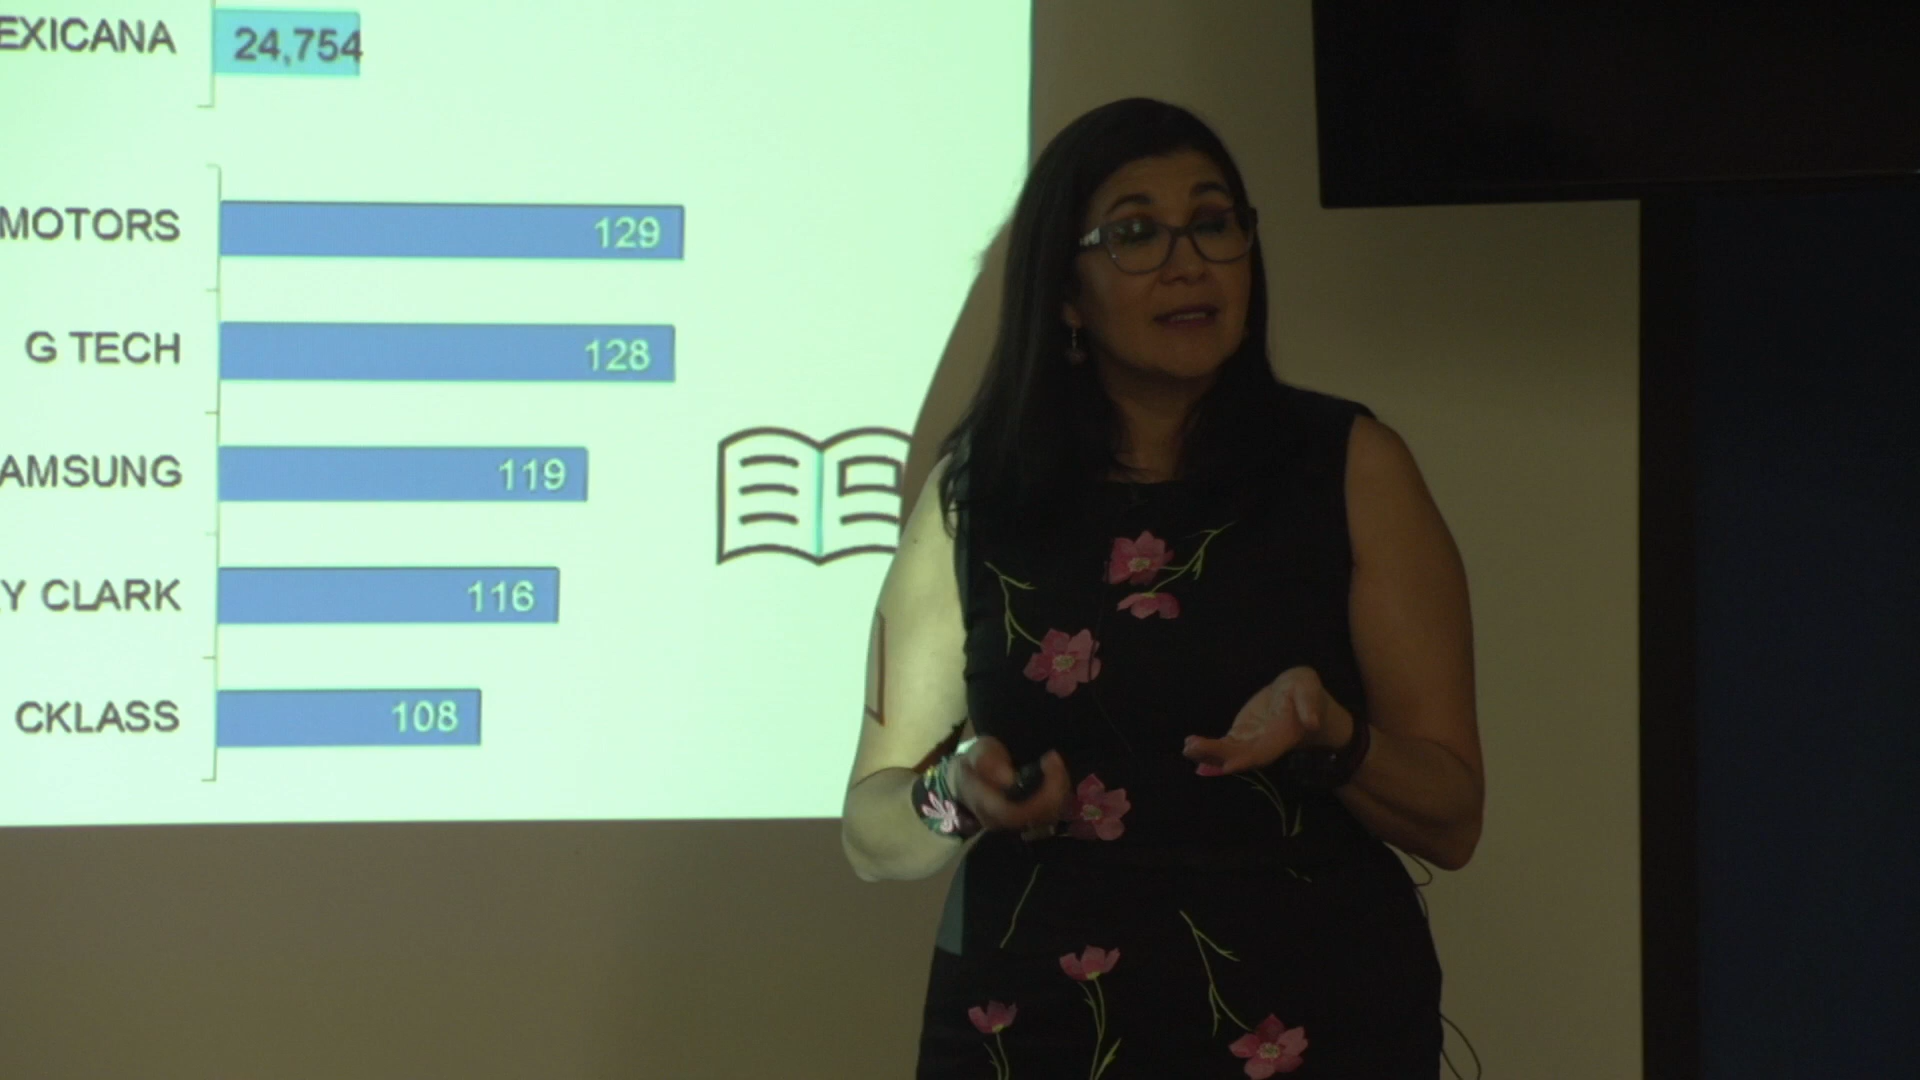 EXICANA 24,754
MOTORS 129
G TECH 128
AMSUNG 119
Y CLARK 116
CKLASS 108